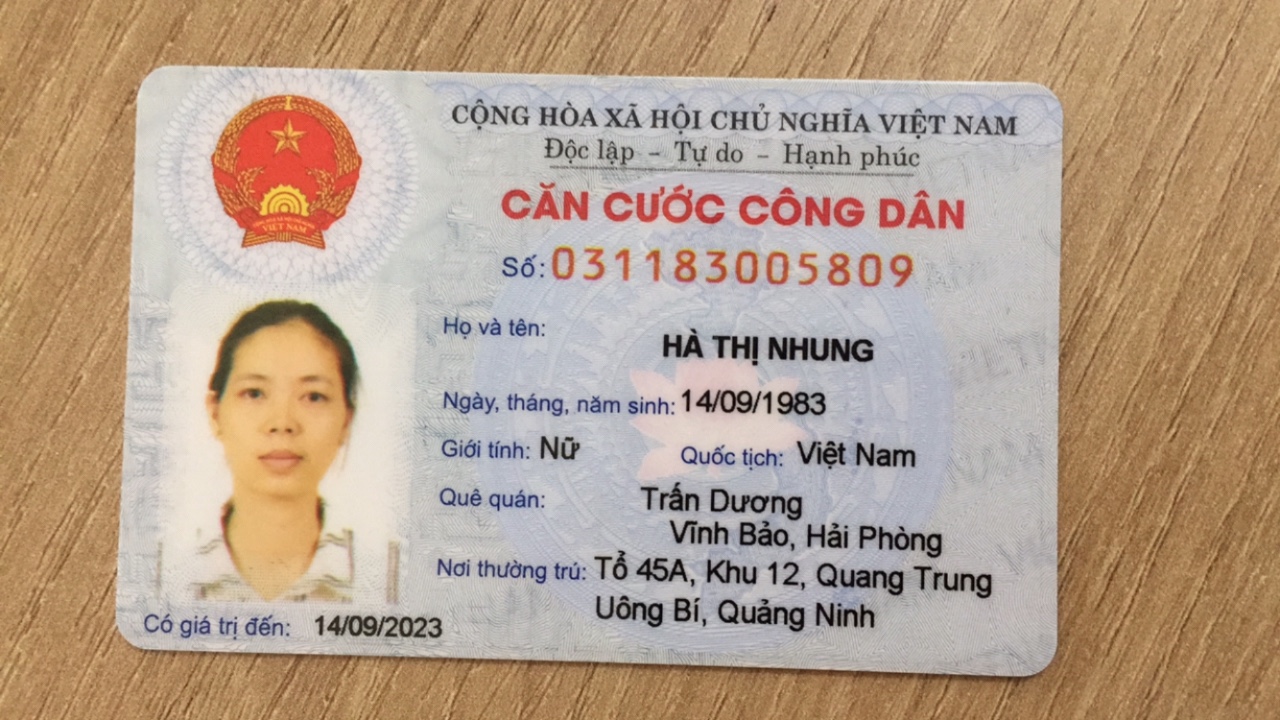 CỘNG HÒA XÃ HỘI CHỦ NGHĨA VIỆT NAM
Độc lập - Tự do - Hạnh phúc
CĂN CƯỚC CÔNG DÂN
Số: 031183005809
Họ và tên: HÀ THỊ NHUNG
Ngày, tháng, năm sinh: 14/09/1983
Giới tính: Nữ Quốc tịch: Việt Nam
Quê quán: Trấn Dương
Vĩnh Bảo, Hải Phòng
Nơi thường trú: Tổ 45A, Khu 12, Quang Trung
Uông Bí, Quảng Ninh
Có giá trị đến: 14/09/2023
VIỆT NAM